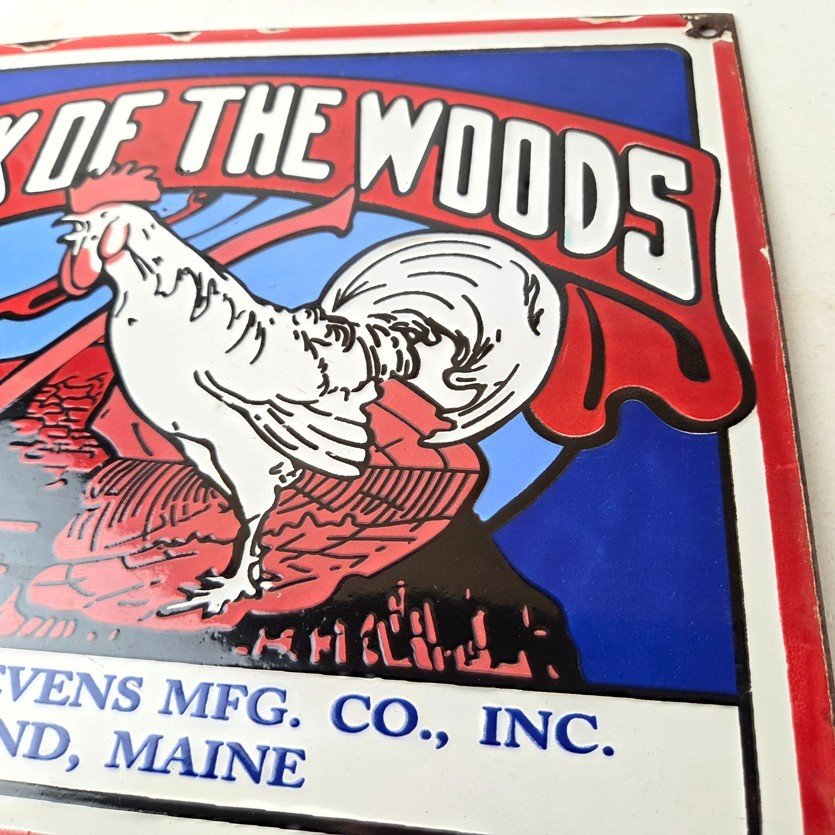 OF THE WOODS
EVENS MFG. CO., INC.
ND, MAINE